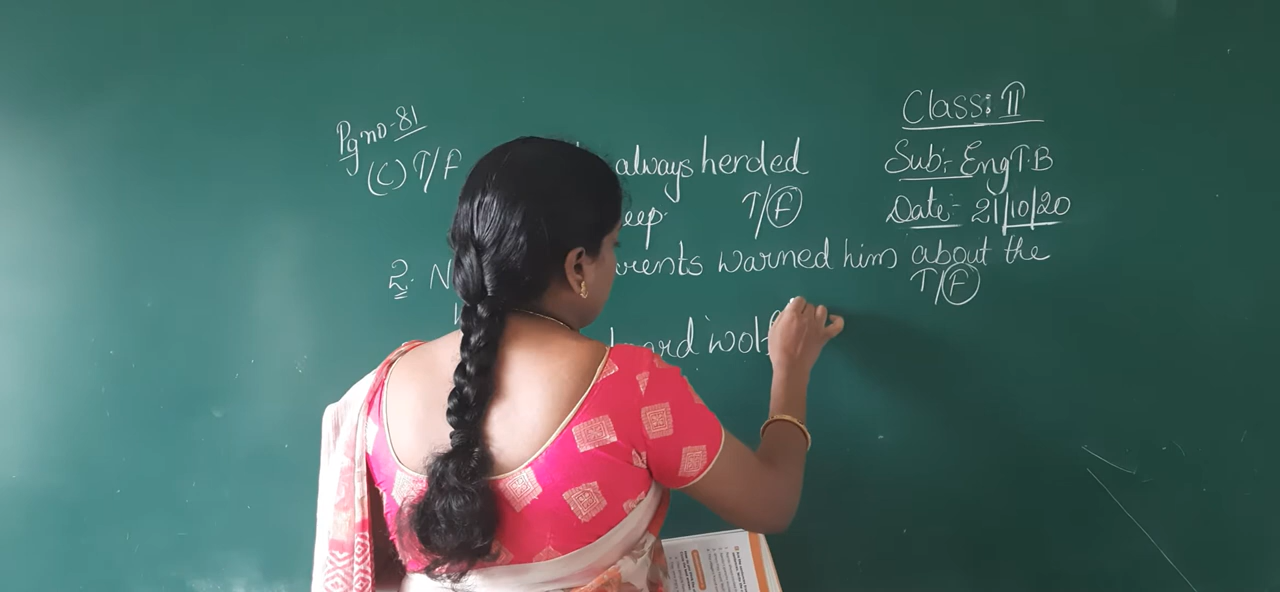 Pg no-81
(C) T/F
always herded
eep. T/F
2. N rents warned him about the
T/F
ard wolf
Class: II
Sub:- Eng T.B
Date:- 21/10/20